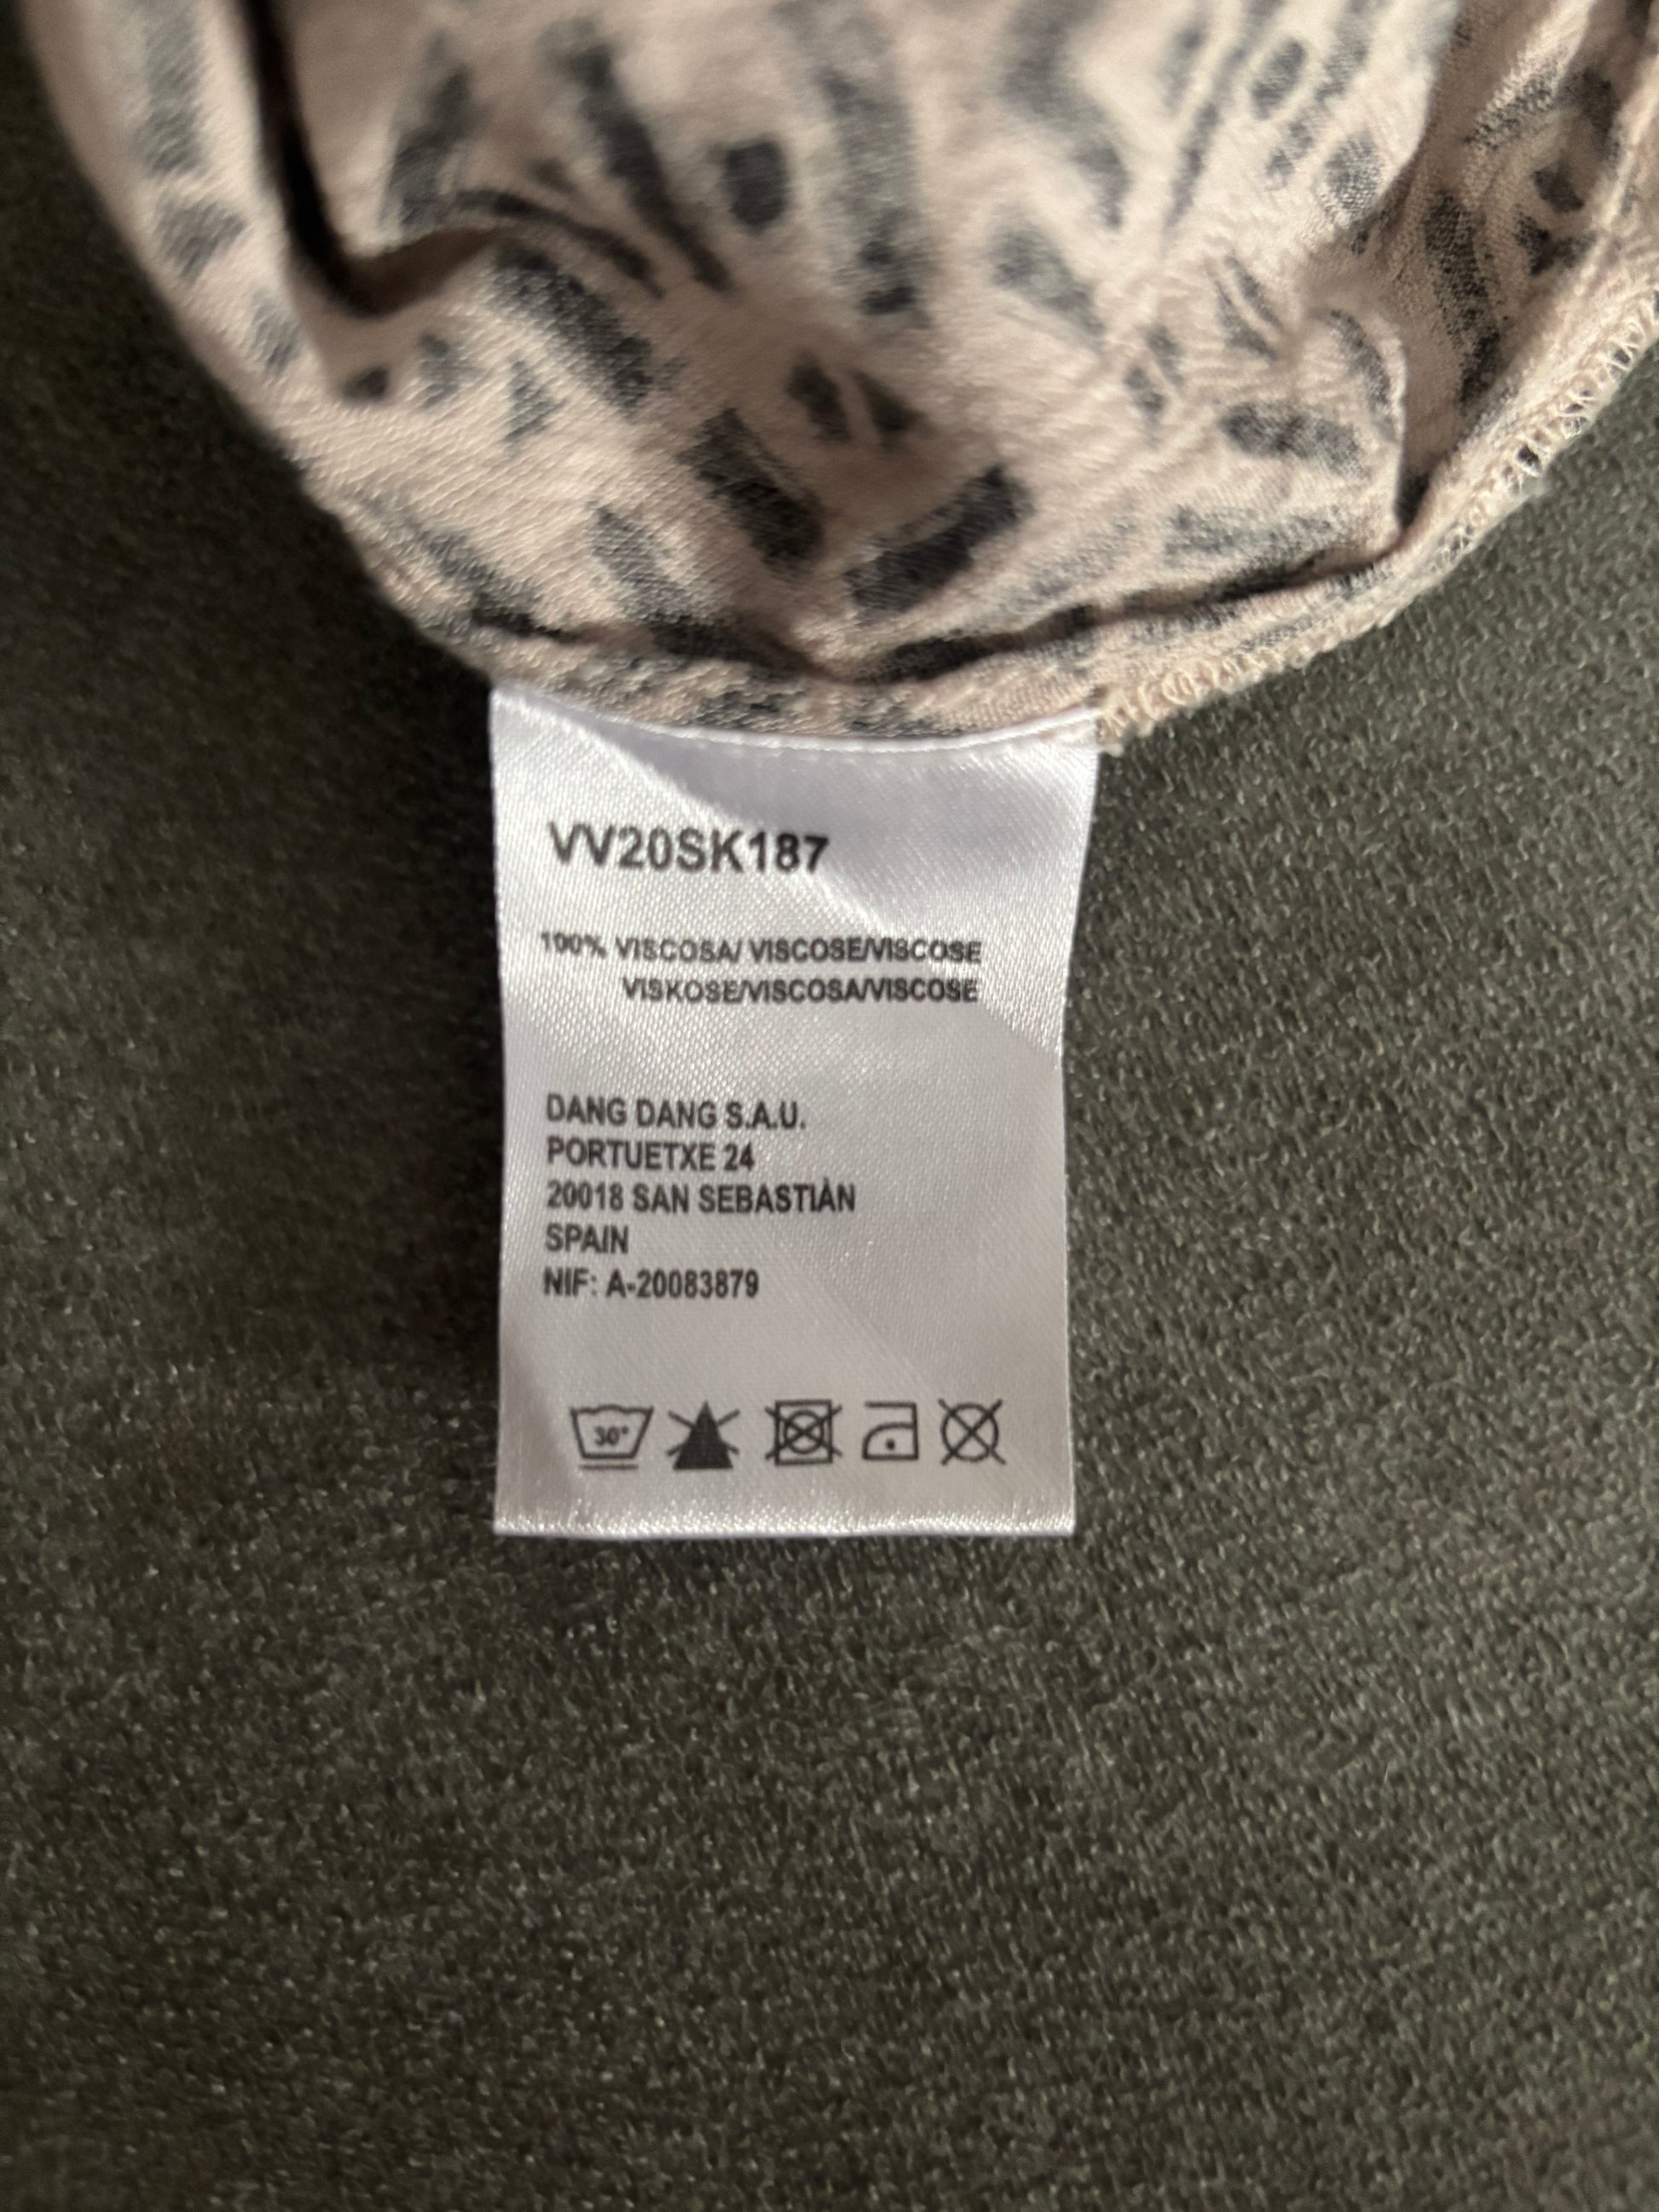 VV20SK187
100% VISCOSA/ VISCOSE/VISCOSE
VISKOSE/VISCOSA/VISCOSE
DANG DANG S.A.U.
PORTUETXE 24
20018 SAN SEBASTIÀN
SPAIN
NIF: A-20083879
30°